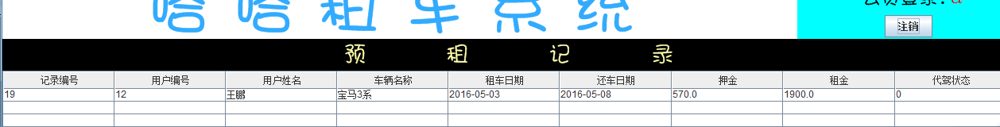 哈哈租车系统
会员登录：a
注销
预租记录
记录编号 用户编号 用户姓名 车辆名称 租车日期 还车日期 押金 租金 代驾状态
19 12 王鹏 宝马3系 2016-05-03 2016-05-08 570.0 1900.0 0